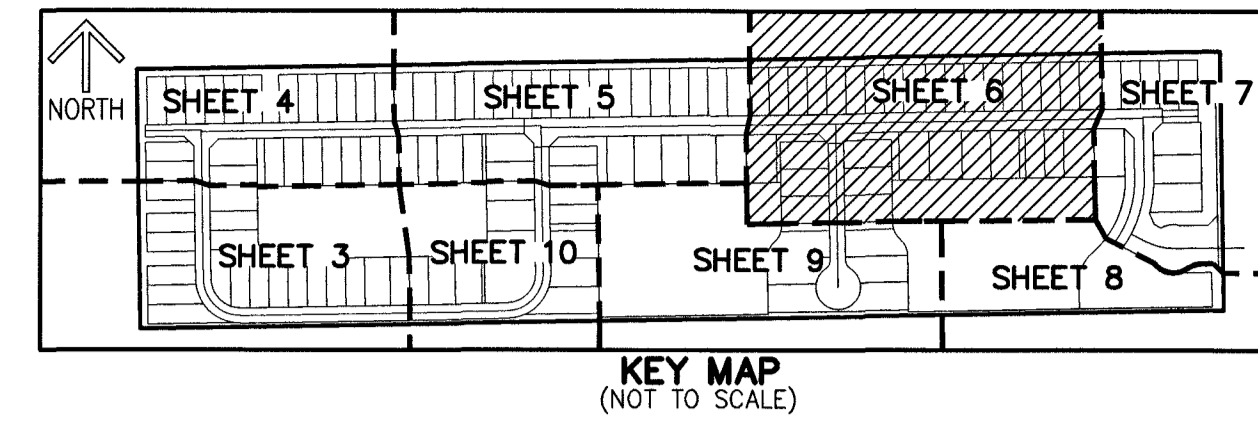 NORTH
SHEET 4
SHEET 5
SHEET 6
SHEET 7
SHEET 3
SHEET 10
SHEET 9
SHEET 8
KEY MAP
(NOT TO SCALE)